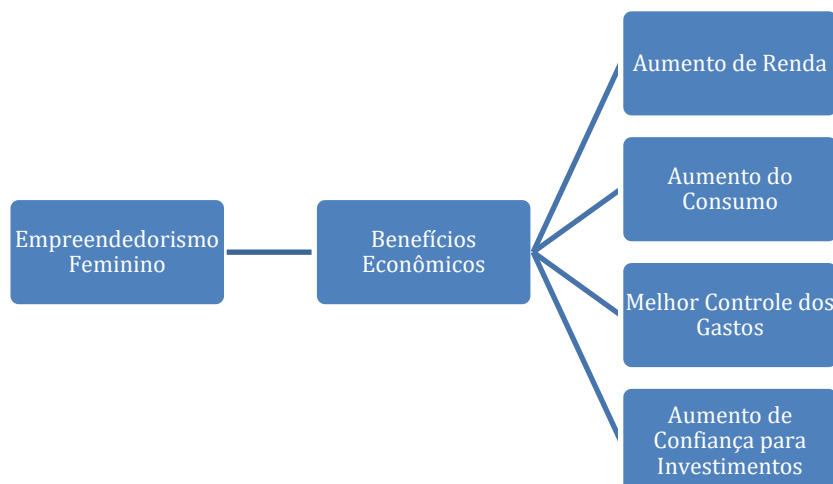 Empreendedorismo
Feminino
Benefícios
Econômicos
Aumento de Renda
Aumento do
Consumo
Melhor Controle dos
Gastos
Aumento de
Confiança para
Investimentos